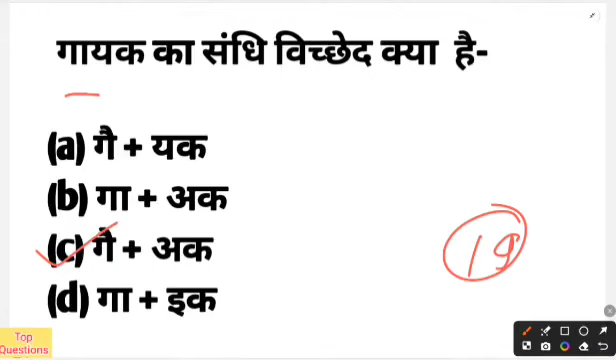 गायक का संधि विच्छेद क्या है-
(a) गै + यक
(b) गा + अक
(c) गै + अक
(d) गा + इक
19
Top
Questions